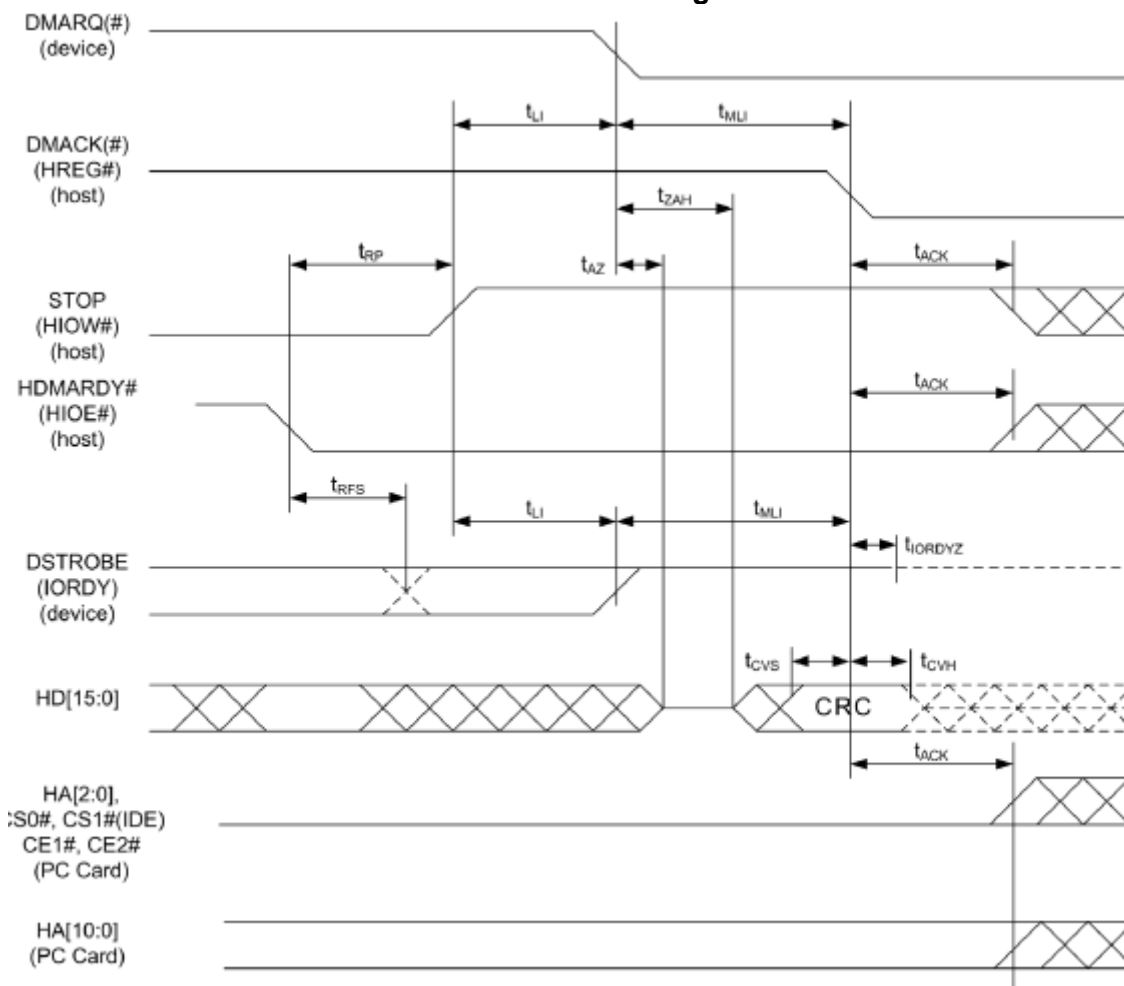 DMARQ(#)
(device)
tLI
tMLI
DMACK(#)
(HREG#)
(host)
tZAH
tRP
tAZ
tACK
STOP
(HIOW#)
(host)
HDMARDY#
(HIOE#)
(host)
tACK
tRFS
tLI
tMLI
tIORDYZ
DSTROBE
(IORDY)
(device)
tCVS
tCVH
HD[15:0]
CRC
tACK
HA[2:0],
CS0#, CS1#(IDE)
CE1#, CE2#
(PC Card)
HA[10:0]
(PC Card)